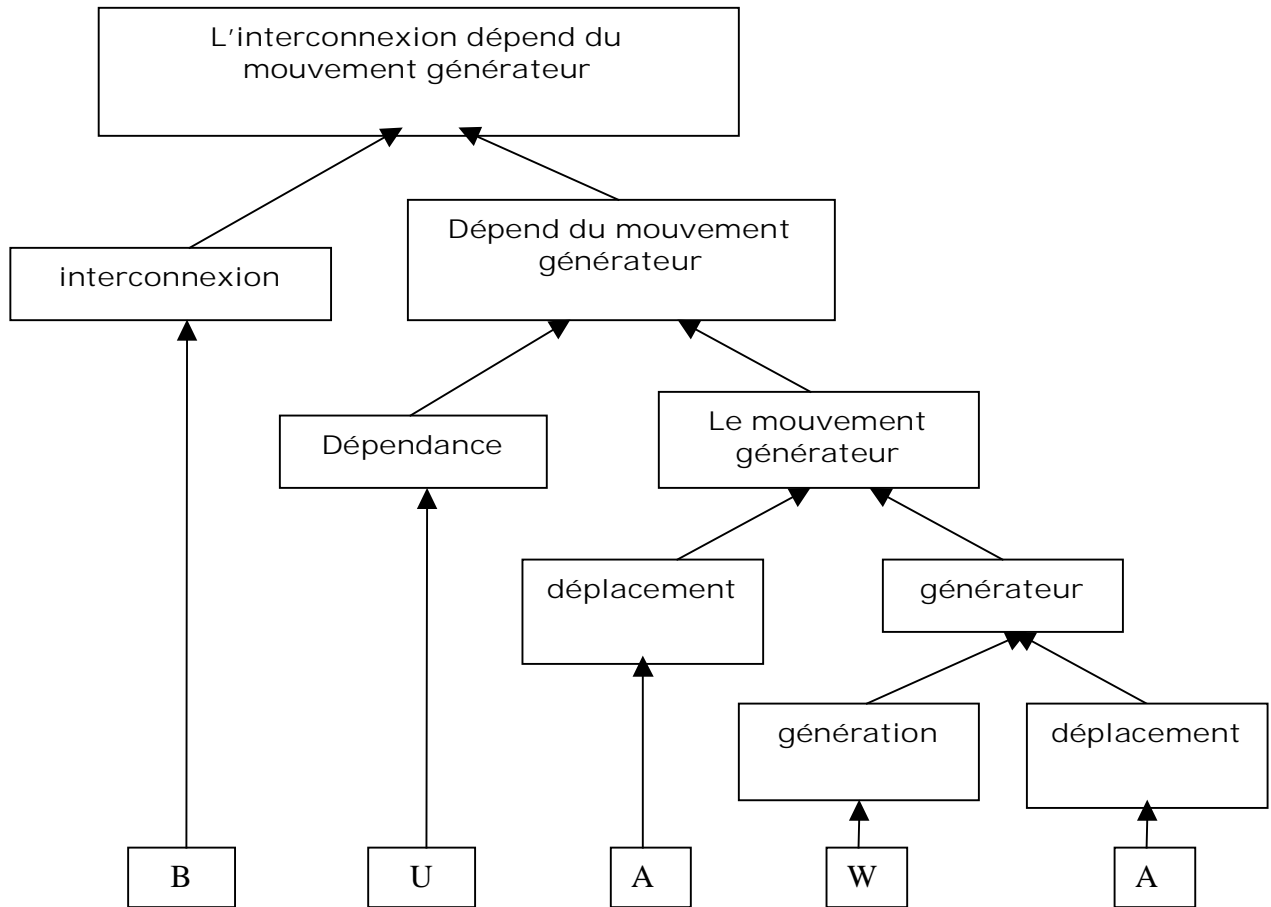 L'interconnexion dépend du
mouvement générateur
Dépend du mouvement
générateur
interconnexion
Le mouvement
générateur
Dépendance
déplacement
générateur
génération
déplacement
B
U
A
W
A